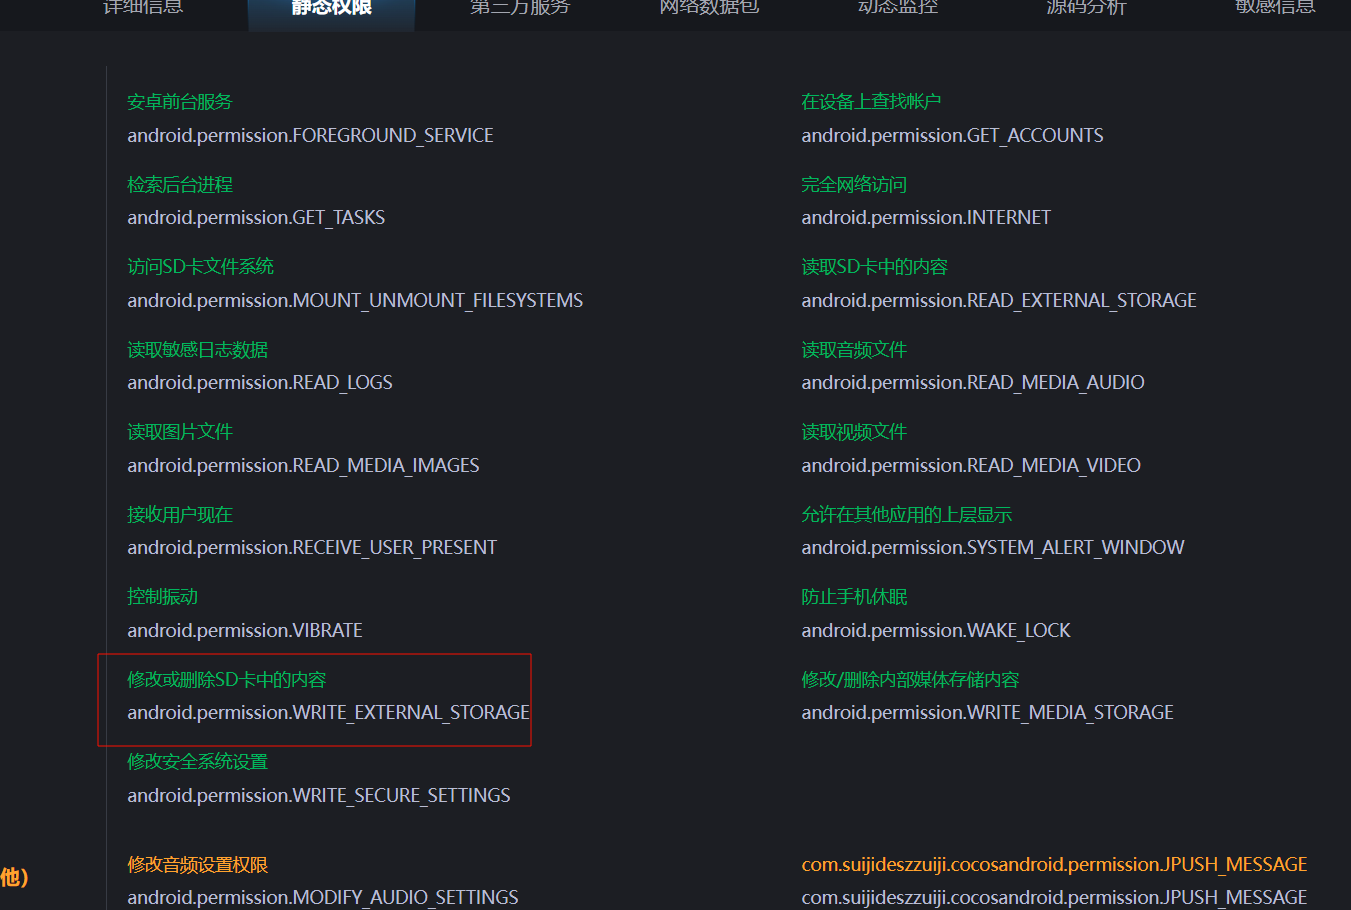 详细信息 静态权限 第三方服务 网络数据包 动态监控 源码分析 敏感信息
安卓前台服务 在设备上查找帐户
android.permission.FOREGROUND_SERVICE android.permission.GET_ACCOUNTS
检索后台进程 完全网络访问
android.permission.GET_TASKS android.permission.INTERNET
访问SD卡文件系统 读取SD卡中的内容
android.permission.MOUNT_UNMOUNT_FILESYSTEMS android.permission.READ_EXTERNAL_STORAGE
读取敏感日志数据 读取音频文件
android.permission.READ_LOGS android.permission.READ_MEDIA_AUDIO
读取图片文件 读取视频文件
android.permission.READ_MEDIA_IMAGES android.permission.READ_MEDIA_VIDEO
接收用户现在 允许在其他应用的上层显示
android.permission.RECEIVE_USER_PRESENT android.permission.SYSTEM_ALERT_WINDOW
控制振动 防止手机休眠
android.permission.VIBRATE android.permission.WAKE_LOCK
修改或删除SD卡中的内容 修改/删除内部媒体存储内容
android.permission.WRITE_EXTERNAL_STORAGE android.permission.WRITE_MEDIA_STORAGE
修改安全系统设置
android.permission.WRITE_SECURE_SETTINGS
修改音频设置权限 com.suijideszzuiji.cocosandroid.permission.JPUSH_MESSAGE
他)
android.permission.MODIFY_AUDIO_SETTINGS com.suijideszzuiji.cocosandroid.permission.JPUSH_MESSAGE